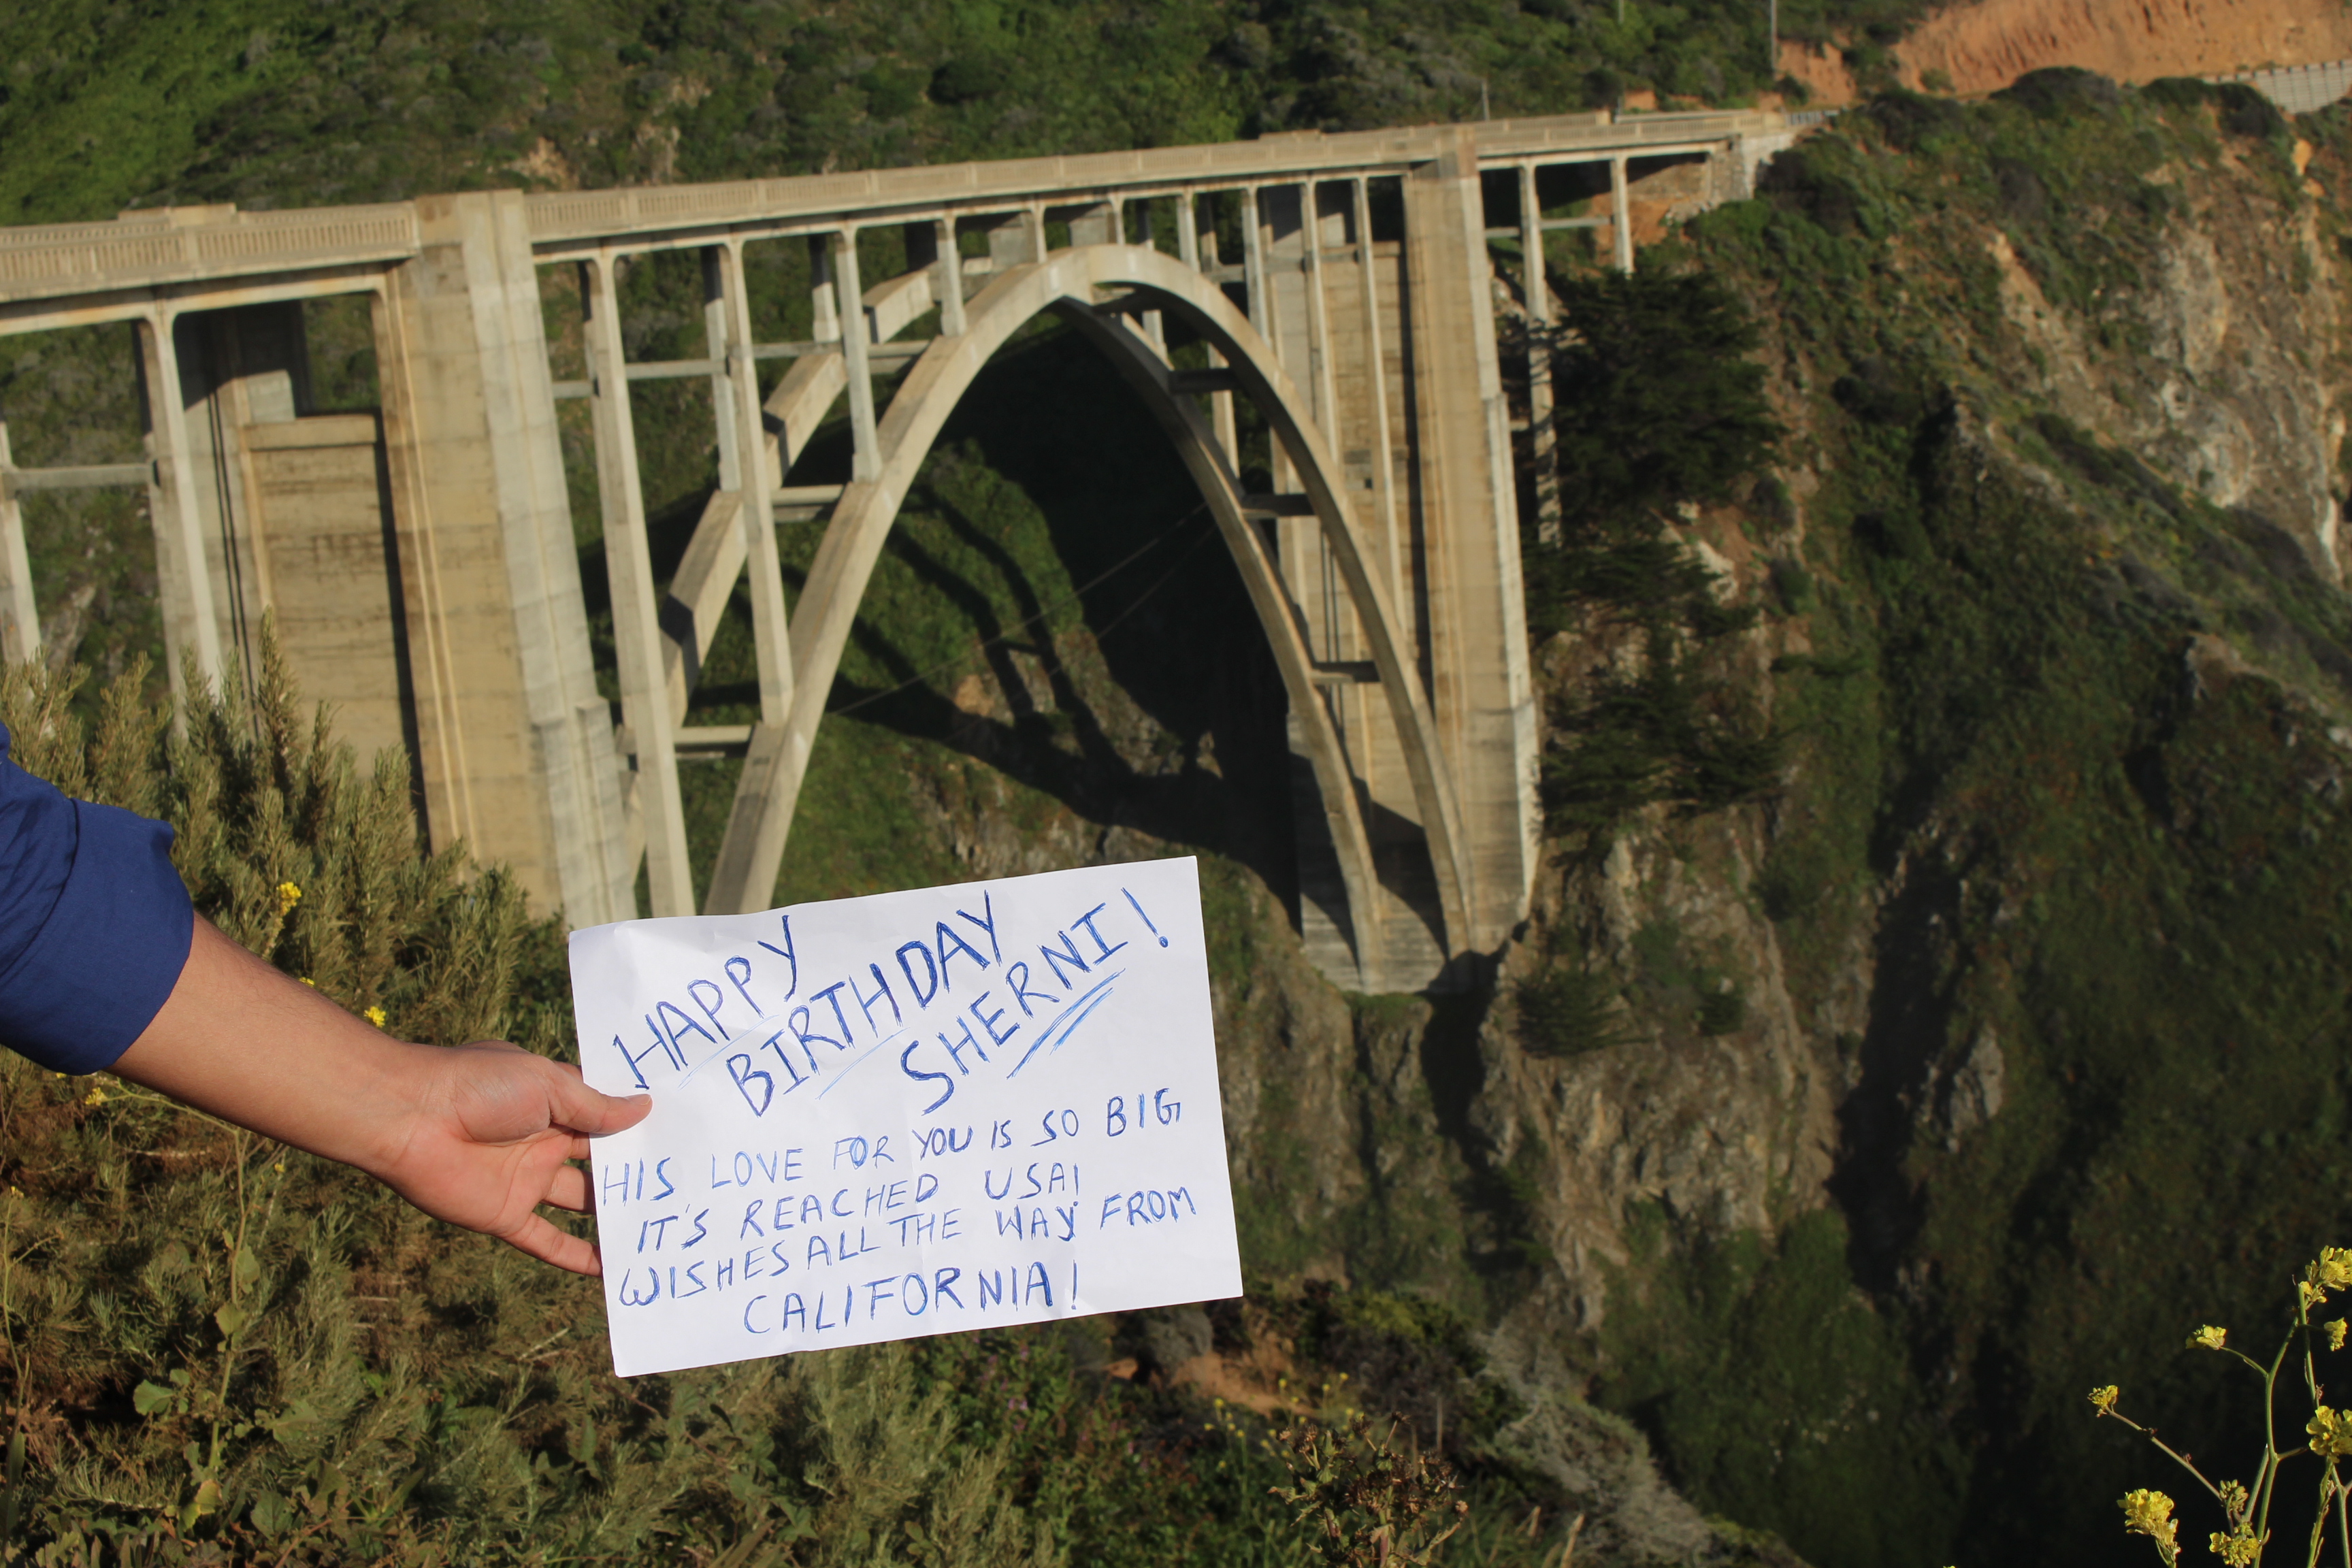 HAPPY
BIRTHDAY
SHERNI!
HIS LOVE FOR YOU IS SO BIG
IT'S REACHED USA!
WISHES ALL THE WAY FROM
CALIFORNIA!